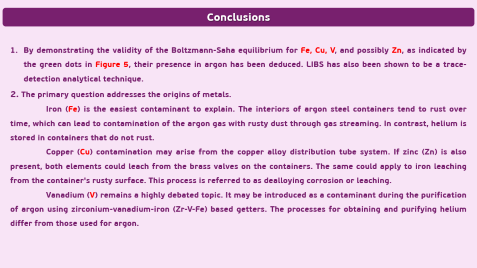 Conclusions
1. By demonstrating the validity of the Boltzmann-Saha equilibrium for Fe, Cu, V, and possibly Zn, as indicated by
the green dots in Figure 5, their presence in argon has been deduced. LIBS has also been shown to be a trace-
detection analytical technique.
2. The primary question addresses the origins of metals.
Iron (Fe) is the easiest contaminant to explain. The interiors of argon steel containers tend to rust over
time, which can lead to contamination of the argon gas with rusty dust through gas streaming. In contrast, helium is
stored in containers that do not rust.
Copper (Cu) contamination may arise from the copper alloy distribution tube system. If zinc (Zn) is also
present, both elements could leach from the brass valves on the containers. The same could apply to iron leaching
from the container's rusty surface. This process is referred to as dealloying corrosion or leaching.
Vanadium (V) remains a highly debated topic. It may be introduced as a contaminant during the purification
of argon using zirconium-vanadium-iron (Zr-V-Fe) based getters. The processes for obtaining and purifying helium
differ from those used for argon.